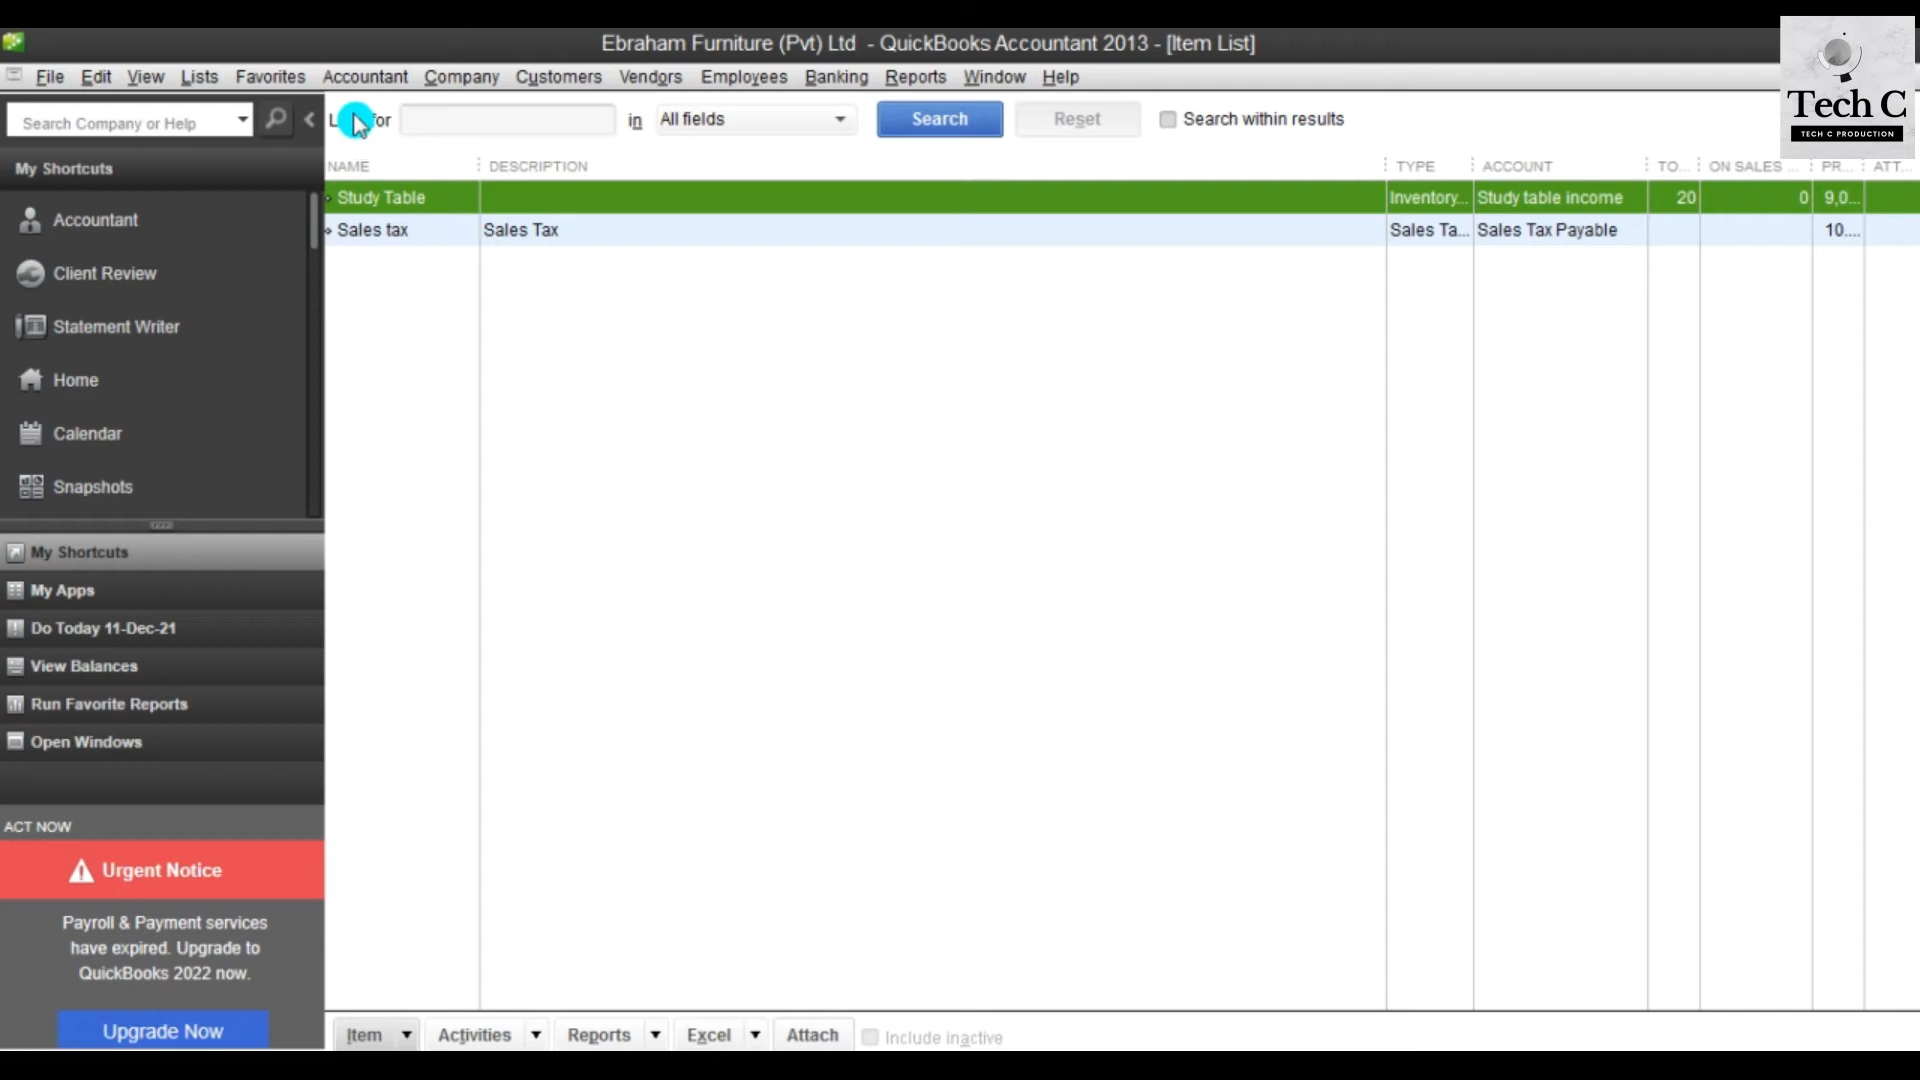 Ebraham Furniture (Pvt) Ltd - QuickBooks Accountant 2013 - [Item List]
File Edit View Lists Favorites Accountant Company Customers Vendors Employees Banking Reports Window Help
Tech C
TECH C PRODUCTION
Search Company or Help
for in All fields Search Reset Search within results
My Shortcuts
NAME DESCRIPTION TYPE ACCOUNT TO... ON SALES ... PR... ATT...
Study Table Inventory... Study table income 20 0 9,0...
Sales tax Sales Tax Sales Ta... Sales Tax Payable 10....
Accountant
Client Review
Statement Writer
Home
Calendar
Snapshots
My Shortcuts
My Apps
Do Today 11-Dec-21
View Balances
Run Favorite Reports
Open Windows
ACT NOW
Urgent Notice
Payroll & Payment services
have expired. Upgrade to
QuickBooks 2022 now.
Upgrade Now
Item Activities Reports Excel Attach Include inactive